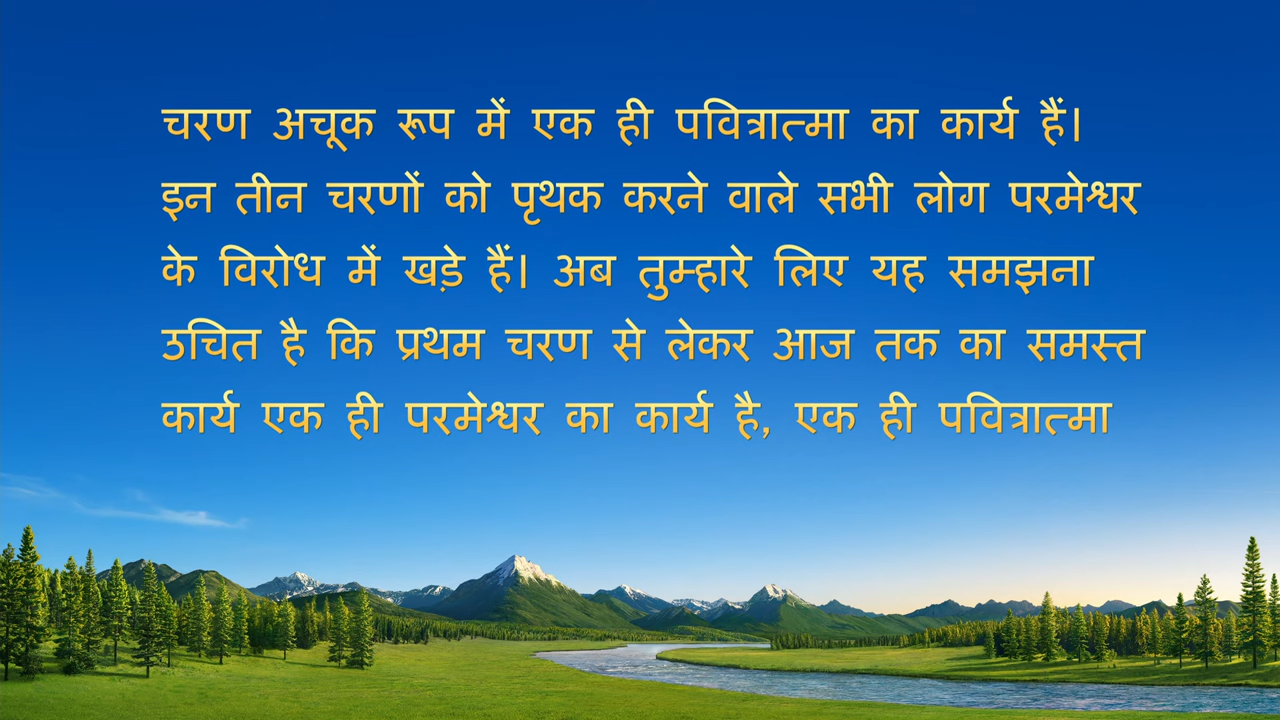 चरण अचूक रूप में एक ही पवित्रात्मा का कार्य हैं।
इन तीन चरणों को पृथक करने वाले सभी लोग परमेश्वर
के विरोध में खड़े हैं। अब तुम्हारे लिए यह समझना
उचित है कि प्रथम चरण से लेकर आज तक का समस्त
कार्य एक ही परमेश्वर का कार्य है, एक ही पवित्रात्मा